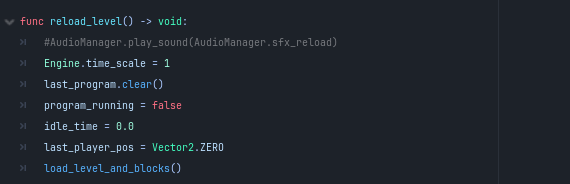 func reload_level() -> void:
#AudioManager.play_sound(AudioManager.sfx_reload)
Engine.time_scale = 1
last_program.clear()
program_running = false
idle_time = 0.0
last_player_pos = Vector2.ZERO
load_level_and_blocks()